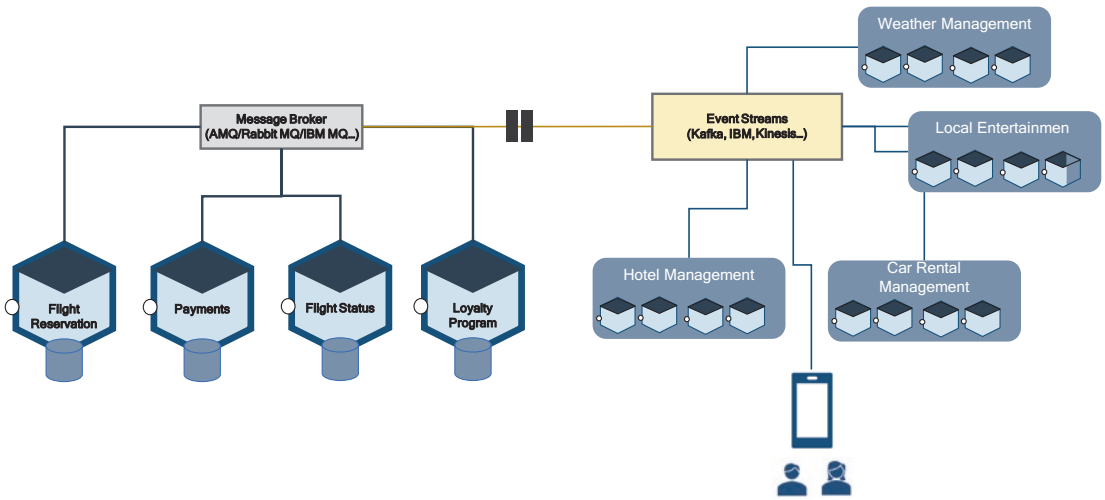 Weather Management
Message Broker
(AMQ/Rabbit MQ/IBM MQ...)
Event Streams
(Kafka, IBM, Kinesis...)
Local Entertainmen
Hotel Management
Car Rental
Management
Flight
Reservation
Payments
Flight Status
Loyalty
Program